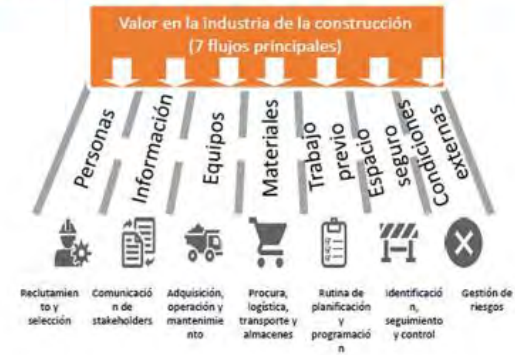 Valor en la industria de la construcción
(7 flujos principales)
Personas
Información
Equipos
Materiales
Trabajo
previo
Espacio
seguro
Condiciones
externas
Reclutamien
to y
selección
Comunicació
n de
stakeholders
Adquisición,
operación y
mantenimie
nto
Procura,
logística,
transporte y
almacenes
Rutina de
planificación
y
programació
n
Identificació
n,
seguimiento
y control
Gestión de
riesgos